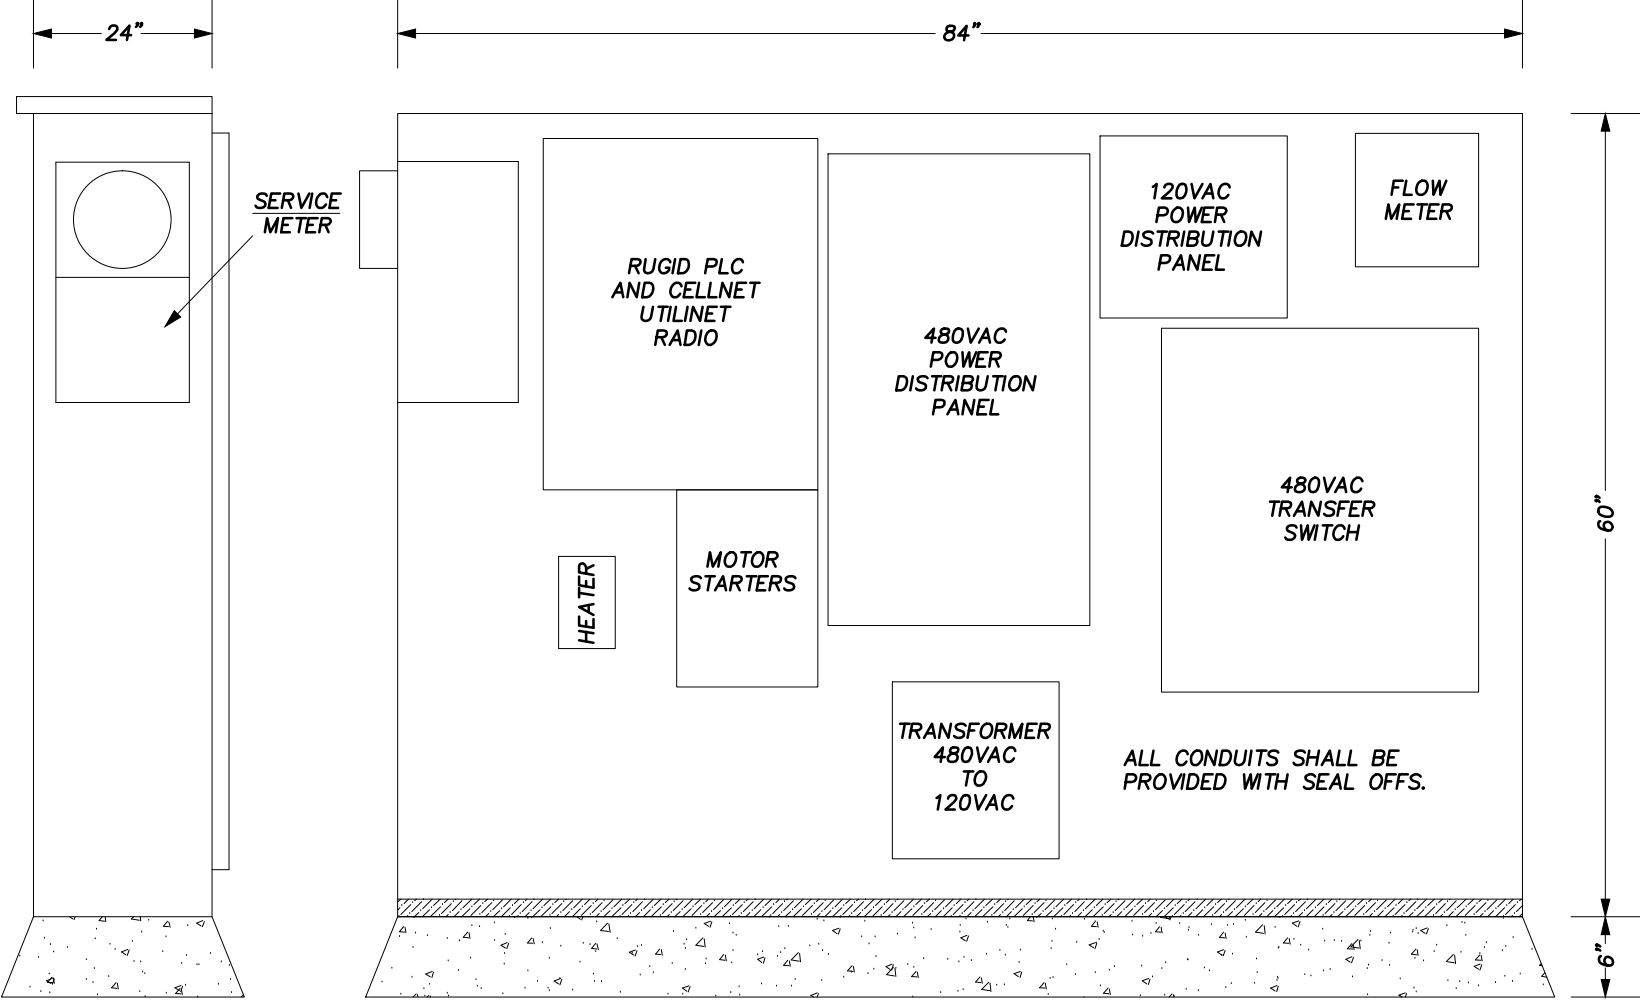 24"
84"
SERVICE
METER
RUGID PLC
AND CELLNET
UTILINET
RADIO
480VAC
POWER
DISTRIBUTION
PANEL
120VAC
POWER
DISTRIBUTION
PANEL
FLOW
METER
480VAC
TRANSFER
SWITCH
60"
HEATER
MOTOR
STARTERS
TRANSFORMER
480VAC
TO
120VAC
ALL CONDUITS SHALL BE
PROVIDED WITH SEAL OFFS.
6"